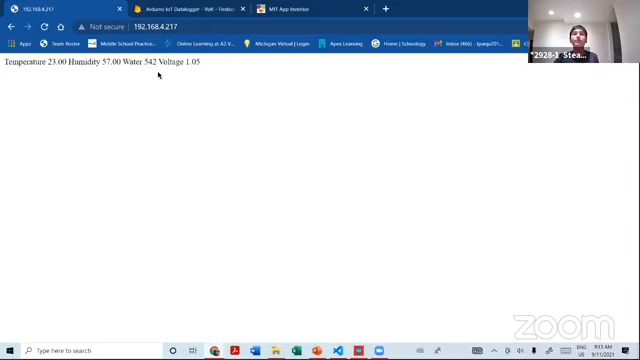 192.168.4.217
Arduino IoT Datalogger - Volt - Fireba
MIT App Inventor
Not secure
192.168.4.217
Apps
Team Roster
Middle School Practice...
Online Learning at A2 V...
Michigan Virtual | Login
Apex Learning
Home | Schoology
Temperature 23.00 Humidity 57.00 Water 542 Voltage 1.05
zoom
Type here to search
ENG
US
9:11 AM
9/11/2021